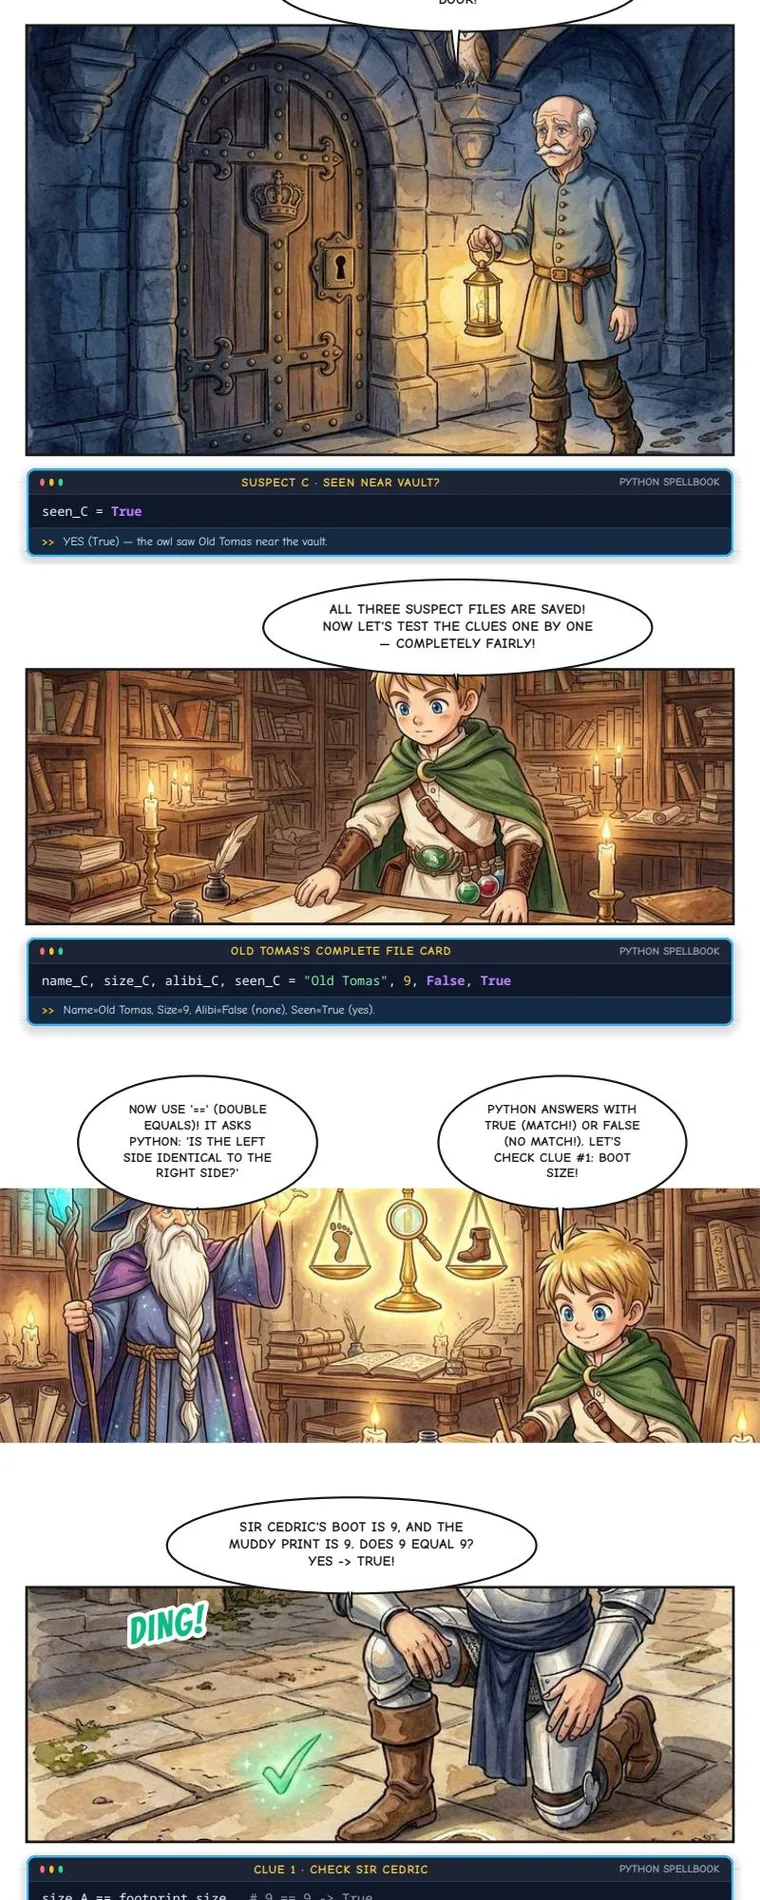 DOOR!
SUSPECT C · SEEN NEAR VAULT?
PYTHON SPELLBOOK
seen_C = True
>> YES (True) — the owl saw Old Tomas near the vault.
ALL THREE SUSPECT FILES ARE SAVED!
NOW LET'S TEST THE CLUES ONE BY ONE
— COMPLETELY FAIRLY!
OLD TOMAS'S COMPLETE FILE CARD
PYTHON SPELLBOOK
name_C, size_C, alibi_C, seen_C = "Old Tomas", 9, False, True
>> Name=Old Tomas, Size=9, Alibi=False (none), Seen=True (yes).
NOW USE '==' (DOUBLE
EQUALS)! IT ASKS
PYTHON: 'IS THE LEFT
SIDE IDENTICAL TO THE
RIGHT SIDE?'
PYTHON ANSWERS WITH
TRUE (MATCH!) OR FALSE
(NO MATCH!). LET'S
CHECK CLUE #1: BOOT
SIZE!
SIR CEDRIC'S BOOT IS 9, AND THE
MUDDY PRINT IS 9. DOES 9 EQUAL 9?
YES -> TRUE!
DING!
CLUE 1 · CHECK SIR CEDRIC
PYTHON SPELLBOOK
size_A == footprint_size # 9 == 9 -> True